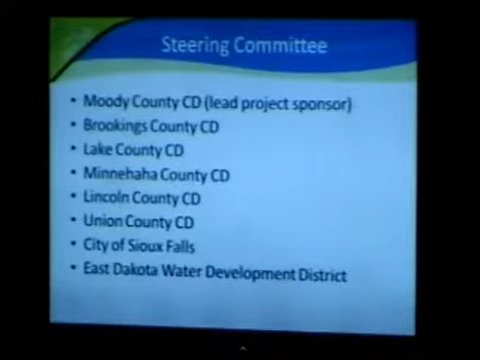 Steering Committee
• Moody County CD (lead project sponsor)
• Brookings County CD
• Lake County CD
• Minnehaha County CD
• Lincoln County CD
• Union County CD
• City of Sioux Falls
• East Dakota Water Development District